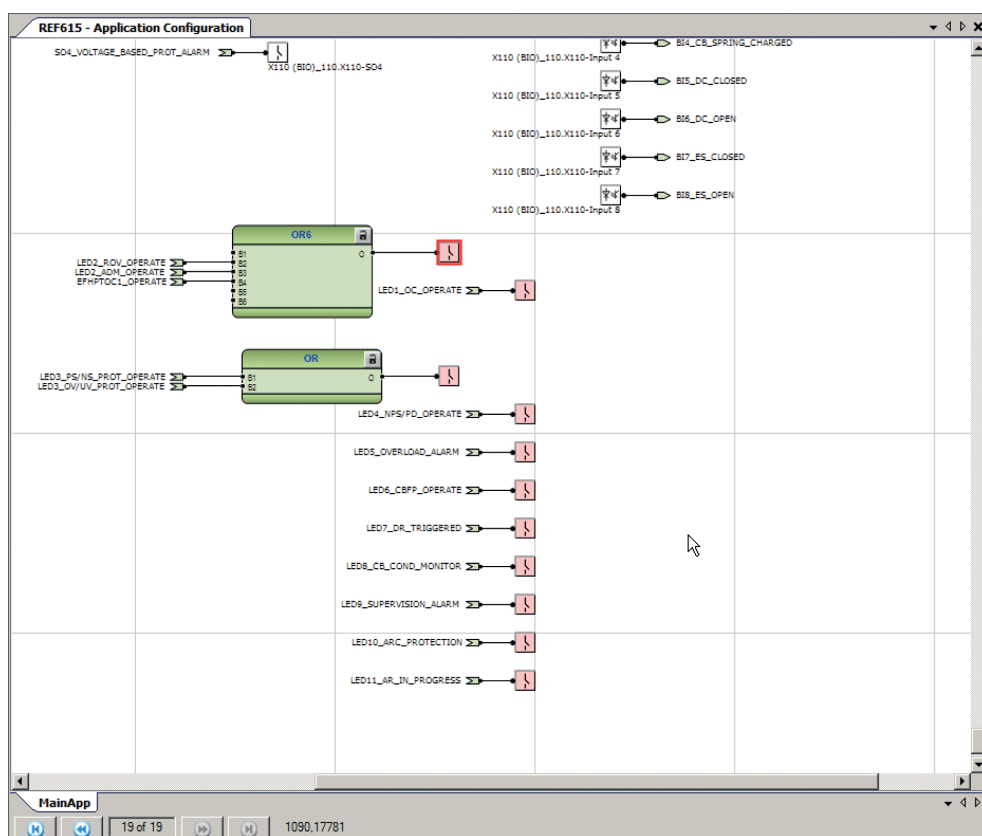 REF615 - Application Configuration
SO4_VOLTAGE_BASED_PROT_ALARM
X110 (BIO)_110.X110-SO4
BI4_CB_SPRING_CHARGED
X110 (BIO)_110.X110-Input 4
BI5_DC_CLOSED
X110 (BIO)_110.X110-Input 5
BI6_DC_OPEN
X110 (BIO)_110.X110-Input 6
BI7_ES_CLOSED
X110 (BIO)_110.X110-Input 7
BI8_ES_OPEN
X110 (BIO)_110.X110-Input 8
OR6
B1 O
LED2_ROV_OPERATE B2
LED2_ADM_OPERATE B3
EFHPTOC1_OPERATE B4
B5
B6
LED1_OC_OPERATE
OR
LED3_PS/NS_PROT_OPERATE B1 O
LED3_OV/UV_PROT_OPERATE B2
LED4_NPS/PD_OPERATE
LED5_OVERLOAD_ALARM
LED6_CBFP_OPERATE
LED7_DR_TRIGGERED
LED8_CB_COND_MONITOR
LED9_SUPERVISION_ALARM
LED10_ARC_PROTECTION
LED11_AR_IN_PROGRESS
MainApp
19 of 19 1090,17781